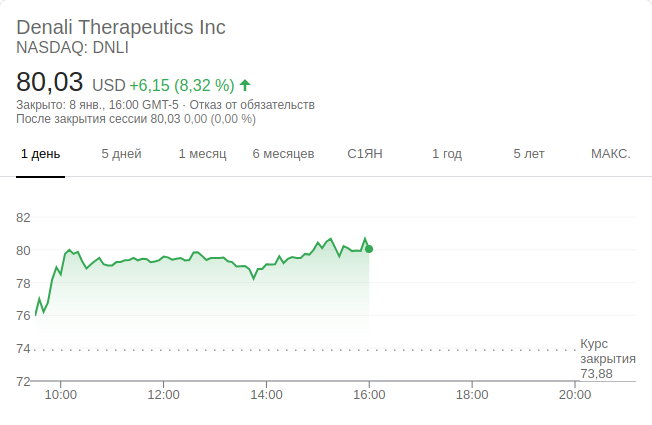 Denali Therapeutics Inc
NASDAQ: DNLI
80,03 USD +6,15 (8,32 %)
Закрыто: 8 янв., 16:00 GMT-5 · Отказ от обязательств
После закрытия сессии 80,03 0,00 (0,00 %)
1 день 5 дней 1 месяц 6 месяцев С1ЯН 1 год 5 лет МАКС.
82
80
78
76
74
72
Курс
закрытия
73,88
10:00 12:00 14:00 16:00 18:00 20:00